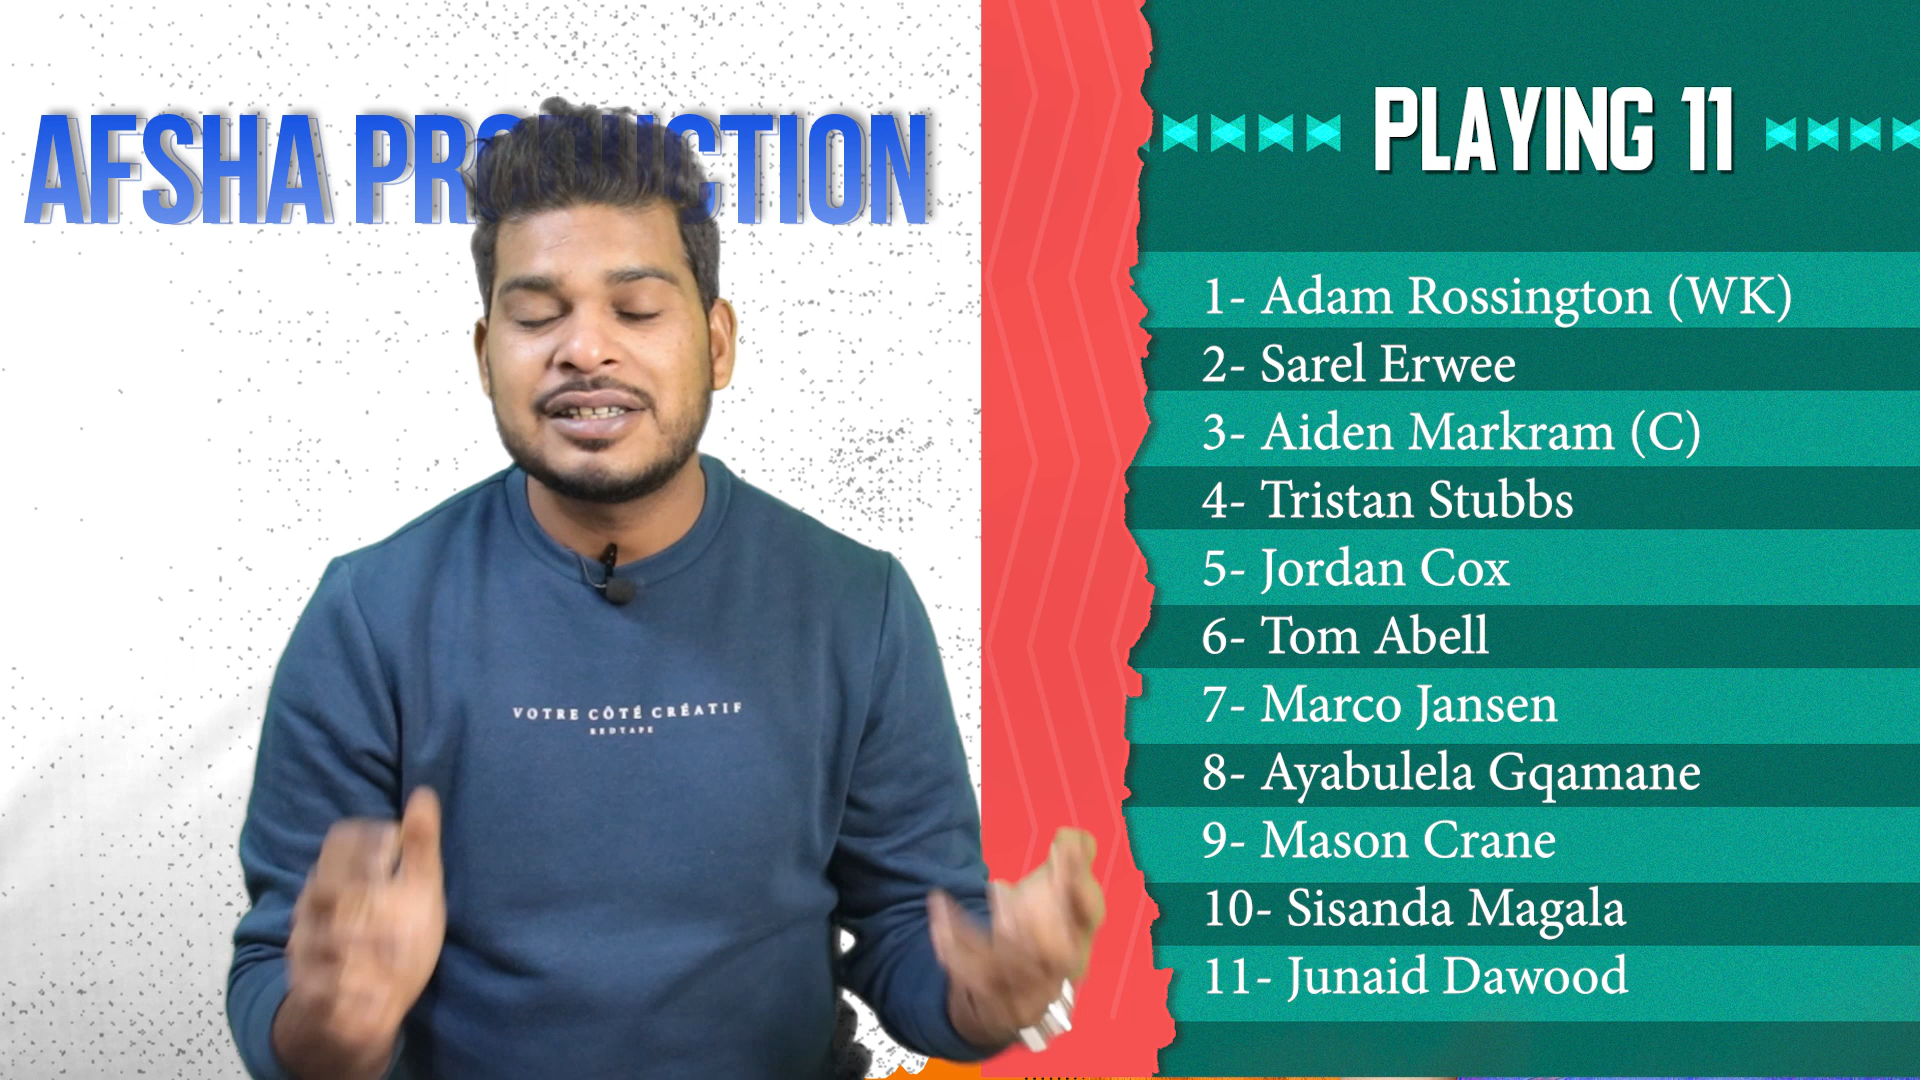 AFSHA PRODUCTION
VOTRE CÔTÉ CRÉATIF
REDTAPE
PLAYING 11
1- Adam Rossington (WK)
2- Sarel Erwee
3- Aiden Markram (C)
4- Tristan Stubbs
5- Jordan Cox
6- Tom Abell
7- Marco Jansen
8- Ayabulela Gqamane
9- Mason Crane
10- Sisanda Magala
11- Junaid Dawood